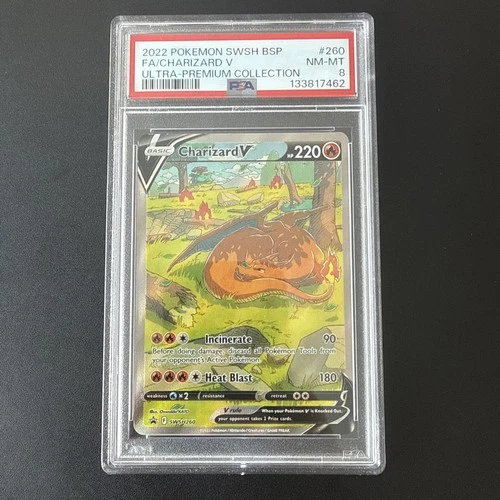 2022 POKEMON SWSH BSP #260
FA/CHARIZARD V NM-MT
ULTRA-PREMIUM COLLECTION 8
PSA 133817462
BASIC Charizard V HP 220
Incinerate 90
Before doing damage, discard all Pokémon Tools from
your opponent's Active Pokémon.
Heat Blast 180
weakness ×2 resistance retreat
V rule When your Pokémon V is Knocked Out,
your opponent takes 2 Prize cards.
SWSH260